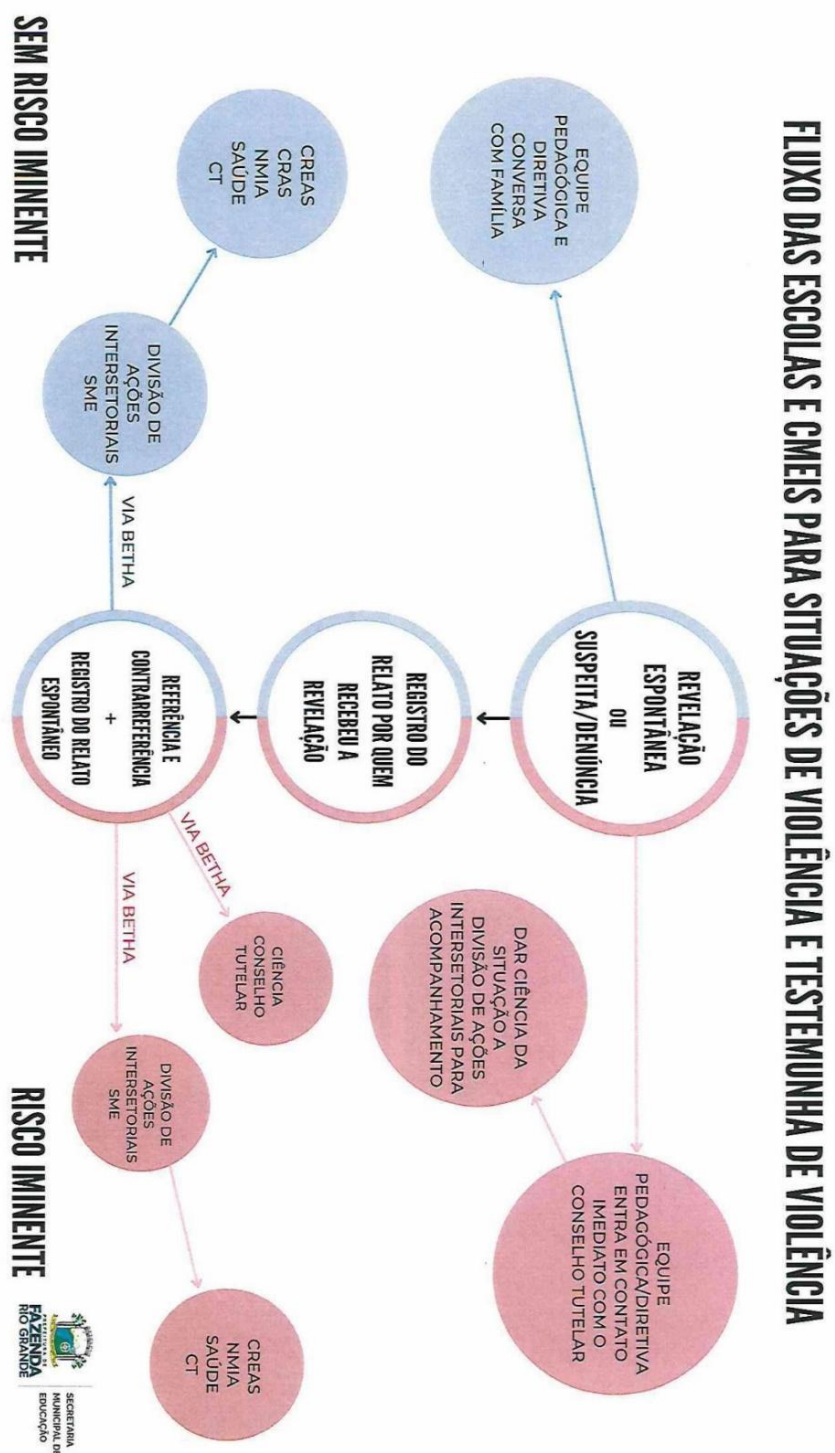 FLUXO DAS ESCOLAS E CMEIS PARA SITUAÇÕES DE VIOLÊNCIA E TESTEMUNHA DE VIOLÊNCIA
EQUIPE
PEDAGÓGICA E
DIRETIVA
CONVERSA
COM FAMÍLIA
REVELAÇÃO
ESPONTÂNEA
OU
SUSPEITA/DENÚNCIA
EQUIPE
PEDAGÓGICA/DIRETIVA
ENTRA EM CONTATO
IMEDIATO COM O
CONSELHO TUTELAR
DAR CIÊNCIA DA
SITUAÇÃO A
DIVISÃO DE AÇÕES
INTERSETORIAIS PARA
ACOMPANHAMENTO
REGISTRO DO
RELATO POR QUEM
RECEBEU A
REVELAÇÃO
CREAS
CRAS
NMIA
SAÚDE
CT
DIVISÃO DE
AÇÕES
INTERSETORIAIS
SME
VIA BETHA
REFERÊNCIA E
CONTRARREFERÊNCIA
+
REGISTRO DO RELATO
ESPONTÂNEO
VIA BETHA
CIÊNCIA
CONSELHO
TUTELAR
VIA BETHA
DIVISÃO DE
AÇÕES
INTERSETORIAIS
SME
CREAS
NMIA
SAÚDE
CT
SEM RISCO IMINENTE
RISCO IMINENTE
PREFEITURA DE
FAZENDA
RIO GRANDE
SECRETARIA
MUNICIPAL DE
EDUCAÇÃO